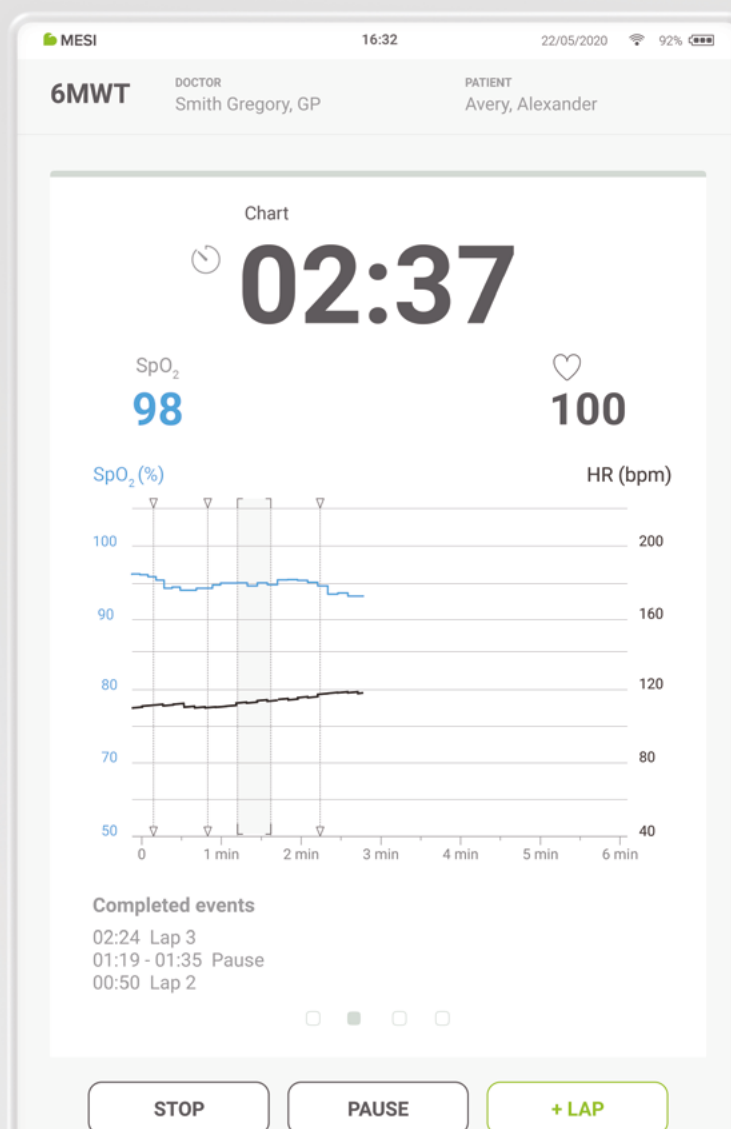 MESI 16:32 22/05/2020 92%
6MWT DOCTOR PATIENT
Smith Gregory, GP Avery, Alexander
Chart
02:37
SpO₂
98 100
SpO₂ (%) HR (bpm)
100 200
90 160
80 120
70 80
50 40
0 1 min 2 min 3 min 4 min 5 min 6 min
Completed events
02:24 Lap 3
01:19 - 01:35 Pause
00:50 Lap 2
STOP PAUSE + LAP